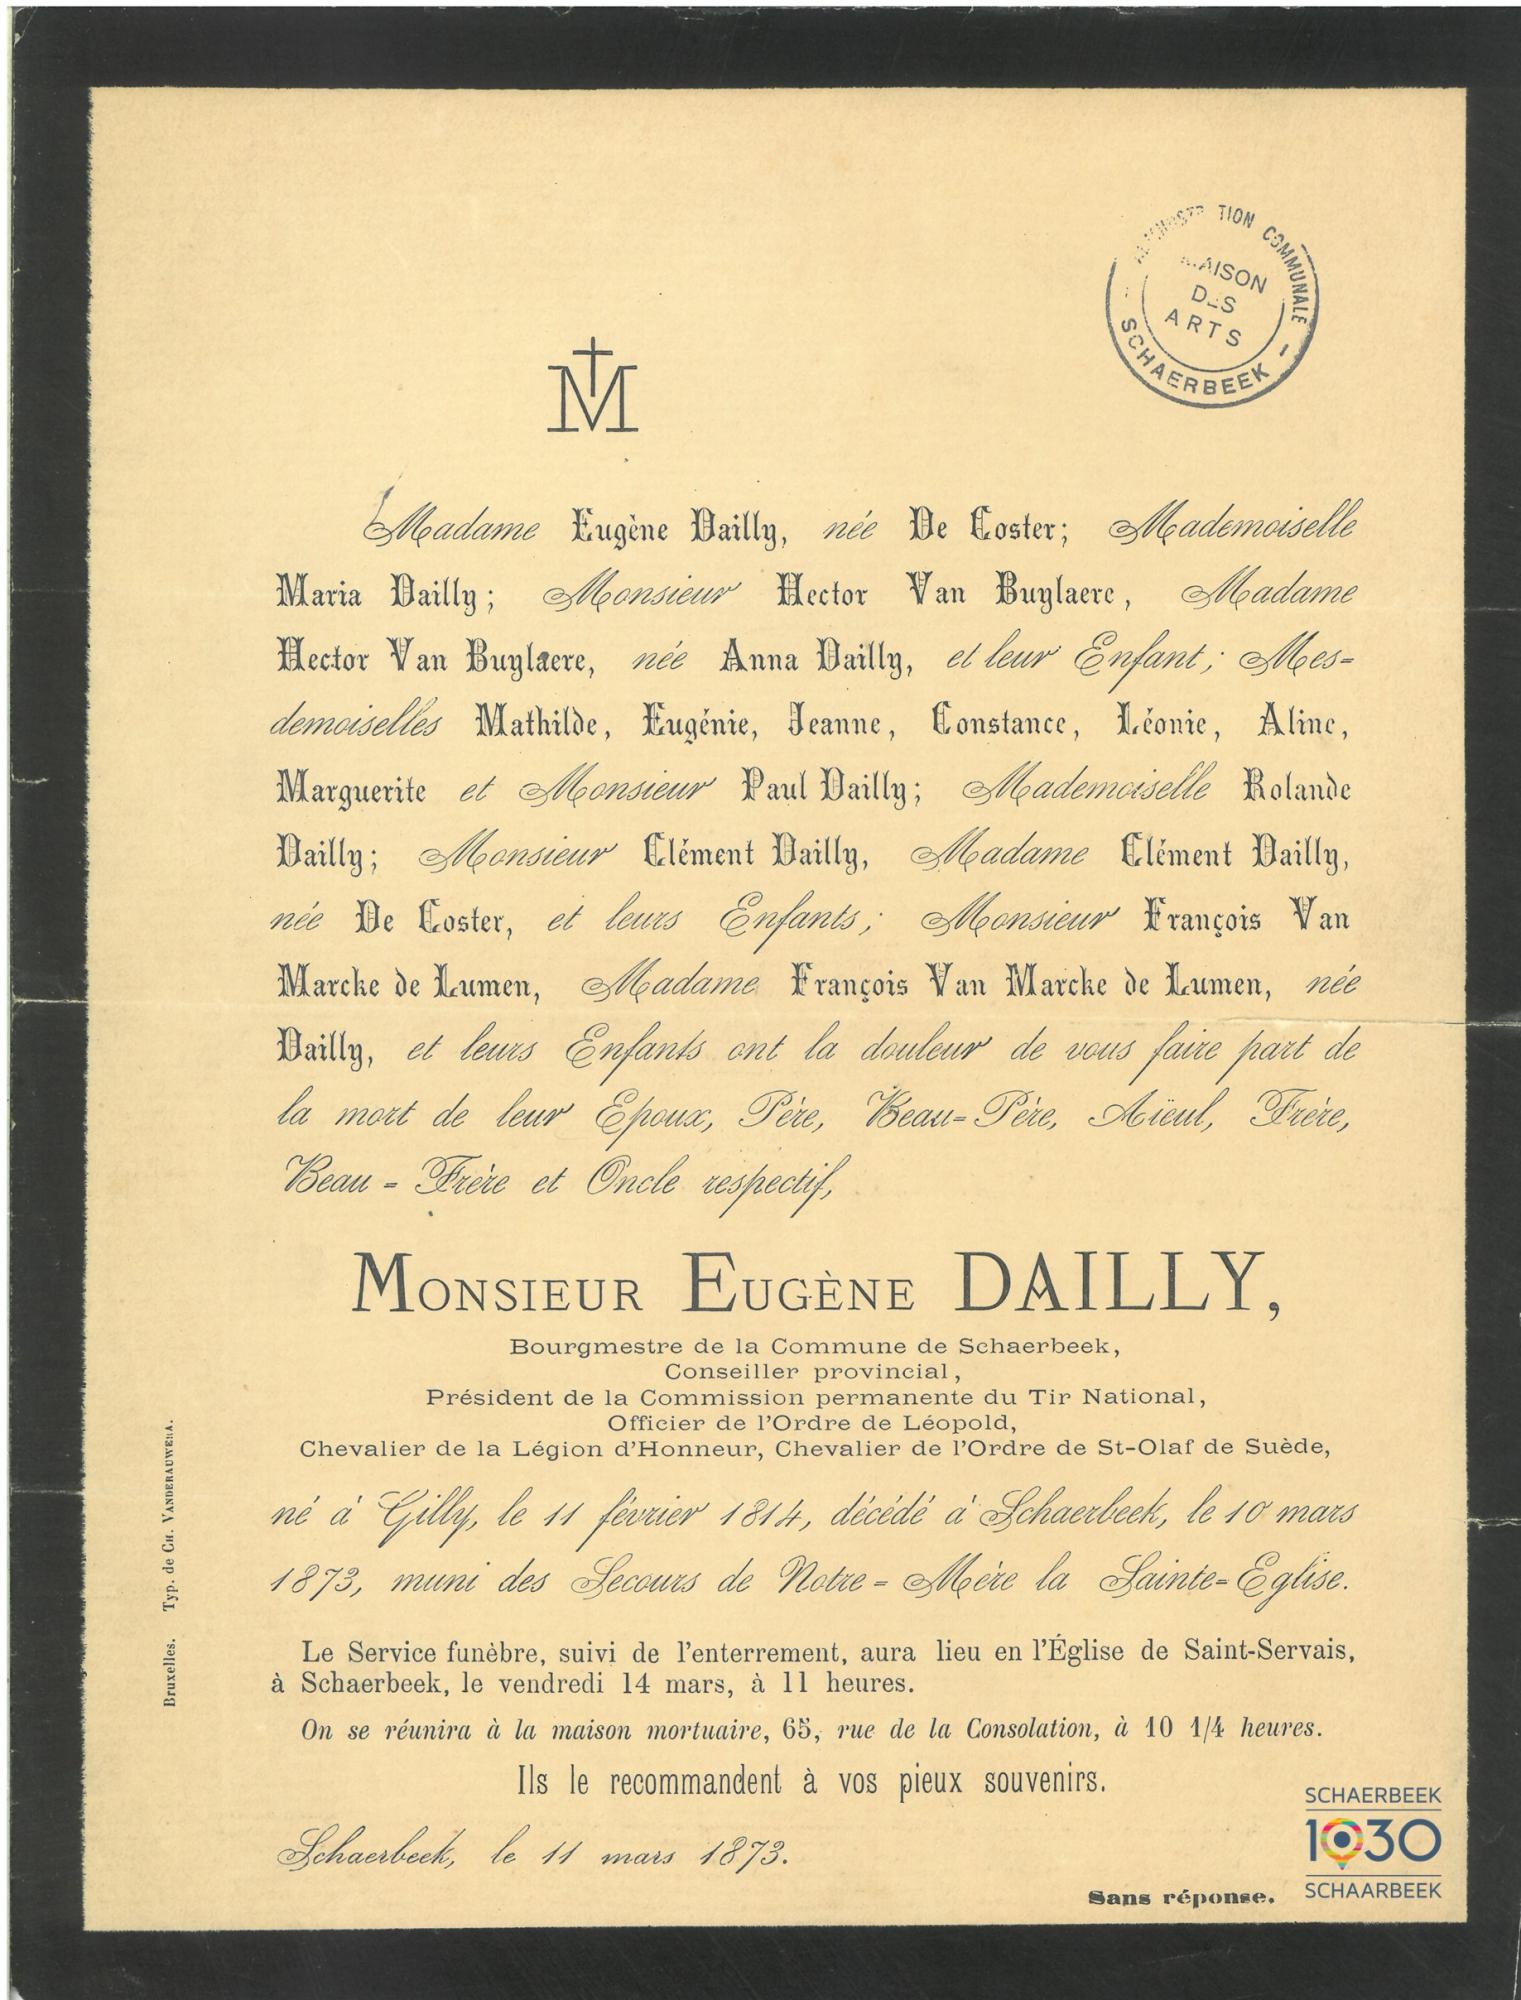 TION COMMUNALE
MAISON
DES
ARTS
SCHAERBEEK
M
Madame Eugène Dailly, née De Coster; Mademoiselle
Maria Dailly; Monsieur Hector Van Buylaere, Madame
Hector Van Buylaere, née Anna Dailly, et leur Enfant; Mes-
demoiselles Mathilde, Eugénie, Jeanne, Constance, Léonie, Aline,
Marguerite et Monsieur Paul Dailly; Mademoiselle Rolande
Dailly; Monsieur Clément Dailly, Madame Clément Dailly,
née De Coster, et leurs Enfants; Monsieur François Van
Marcke de Lumen, Madame François Van Marcke de Lumen, née
Dailly, et leurs Enfants ont la douleur de vous faire part de
la mort de leur Epoux, Père, Beau-Père, Aïeul, Frère,
Beau-Frère et Oncle respectif,
MONSIEUR EUGÈNE DAILLY,
Bourgmestre de la Commune de Schaerbeek,
Conseiller provincial,
Président de la Commission permanente du Tir National,
Officier de l'Ordre de Léopold,
Chevalier de la Légion d'Honneur, Chevalier de l'Ordre de St-Olaf de Suède,
né à Gilly, le 11 février 1814, décédé à Schaerbeek, le 10 mars
1873, muni des Secours de Notre-Mère la Sainte-Eglise.
Le Service funèbre, suivi de l'enterrement, aura lieu en l'Église de Saint-Servais,
à Schaerbeek, le vendredi 14 mars, à 11 heures.
On se réunira à la maison mortuaire, 65, rue de la Consolation, à 10 1/4 heures.
Ils le recommandent à vos pieux souvenirs.
Schaerbeek, le 11 mars 1873.
Sans réponse.
Bruxelles. Typ. de CH. VANDERAUWERA.
SCHAERBEEK
1030
SCHAARBEEK